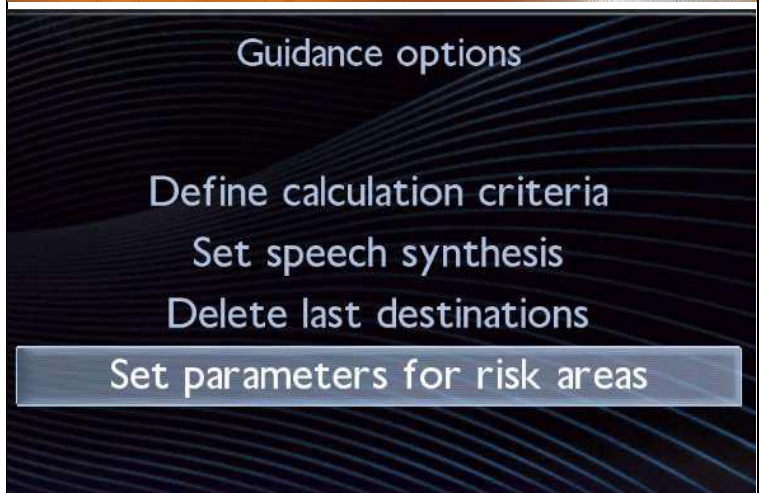 Guidance options
Define calculation criteria
Set speech synthesis
Delete last destinations
Set parameters for risk areas